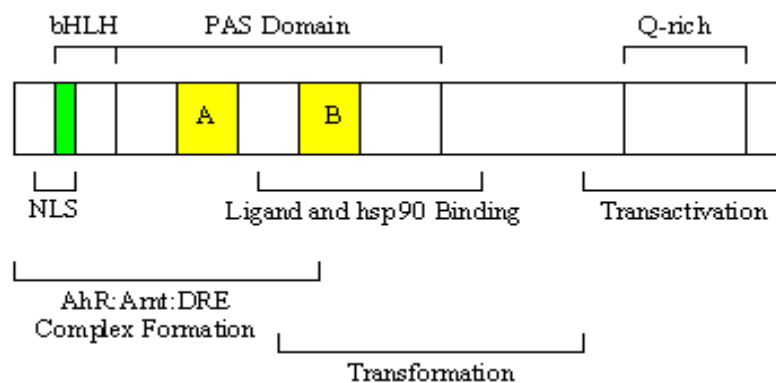 bHLH PAS Domain Q-rich
A B
NLS Ligand and hsp90 Binding Transactivation
AhR:Arnt:DRE
Complex Formation
Transformation